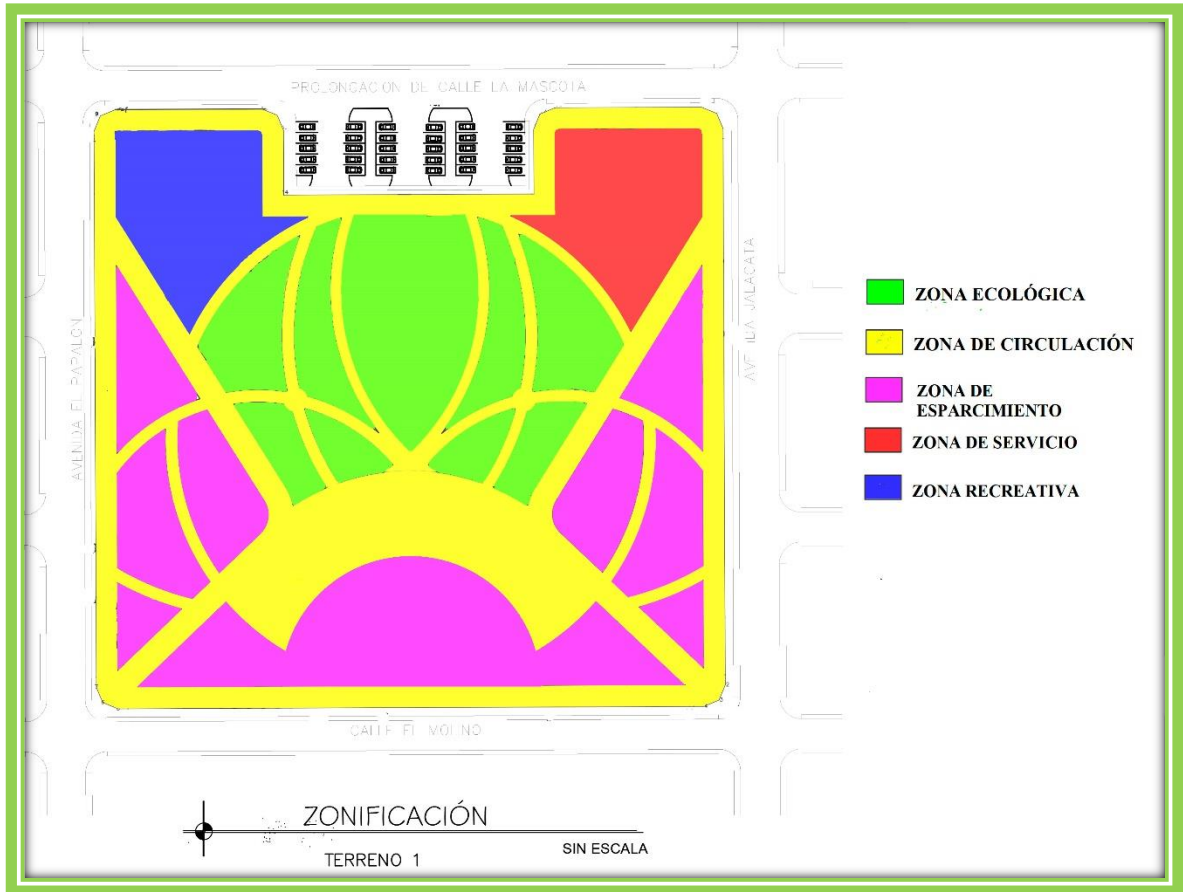 PROLONGACION DE CALLE LA MASCOTA
AVENIDA EL PAPALON
AVENIDA JALACATA
ZONA ECOLÓGICA
ZONA DE CIRCULACIÓN
ZONA DE
ESPARCIMIENTO
ZONA DE SERVICIO
ZONA RECREATIVA
CALLE EL MOLINO
ZONIFICACIÓN
TERRENO 1
SIN ESCALA